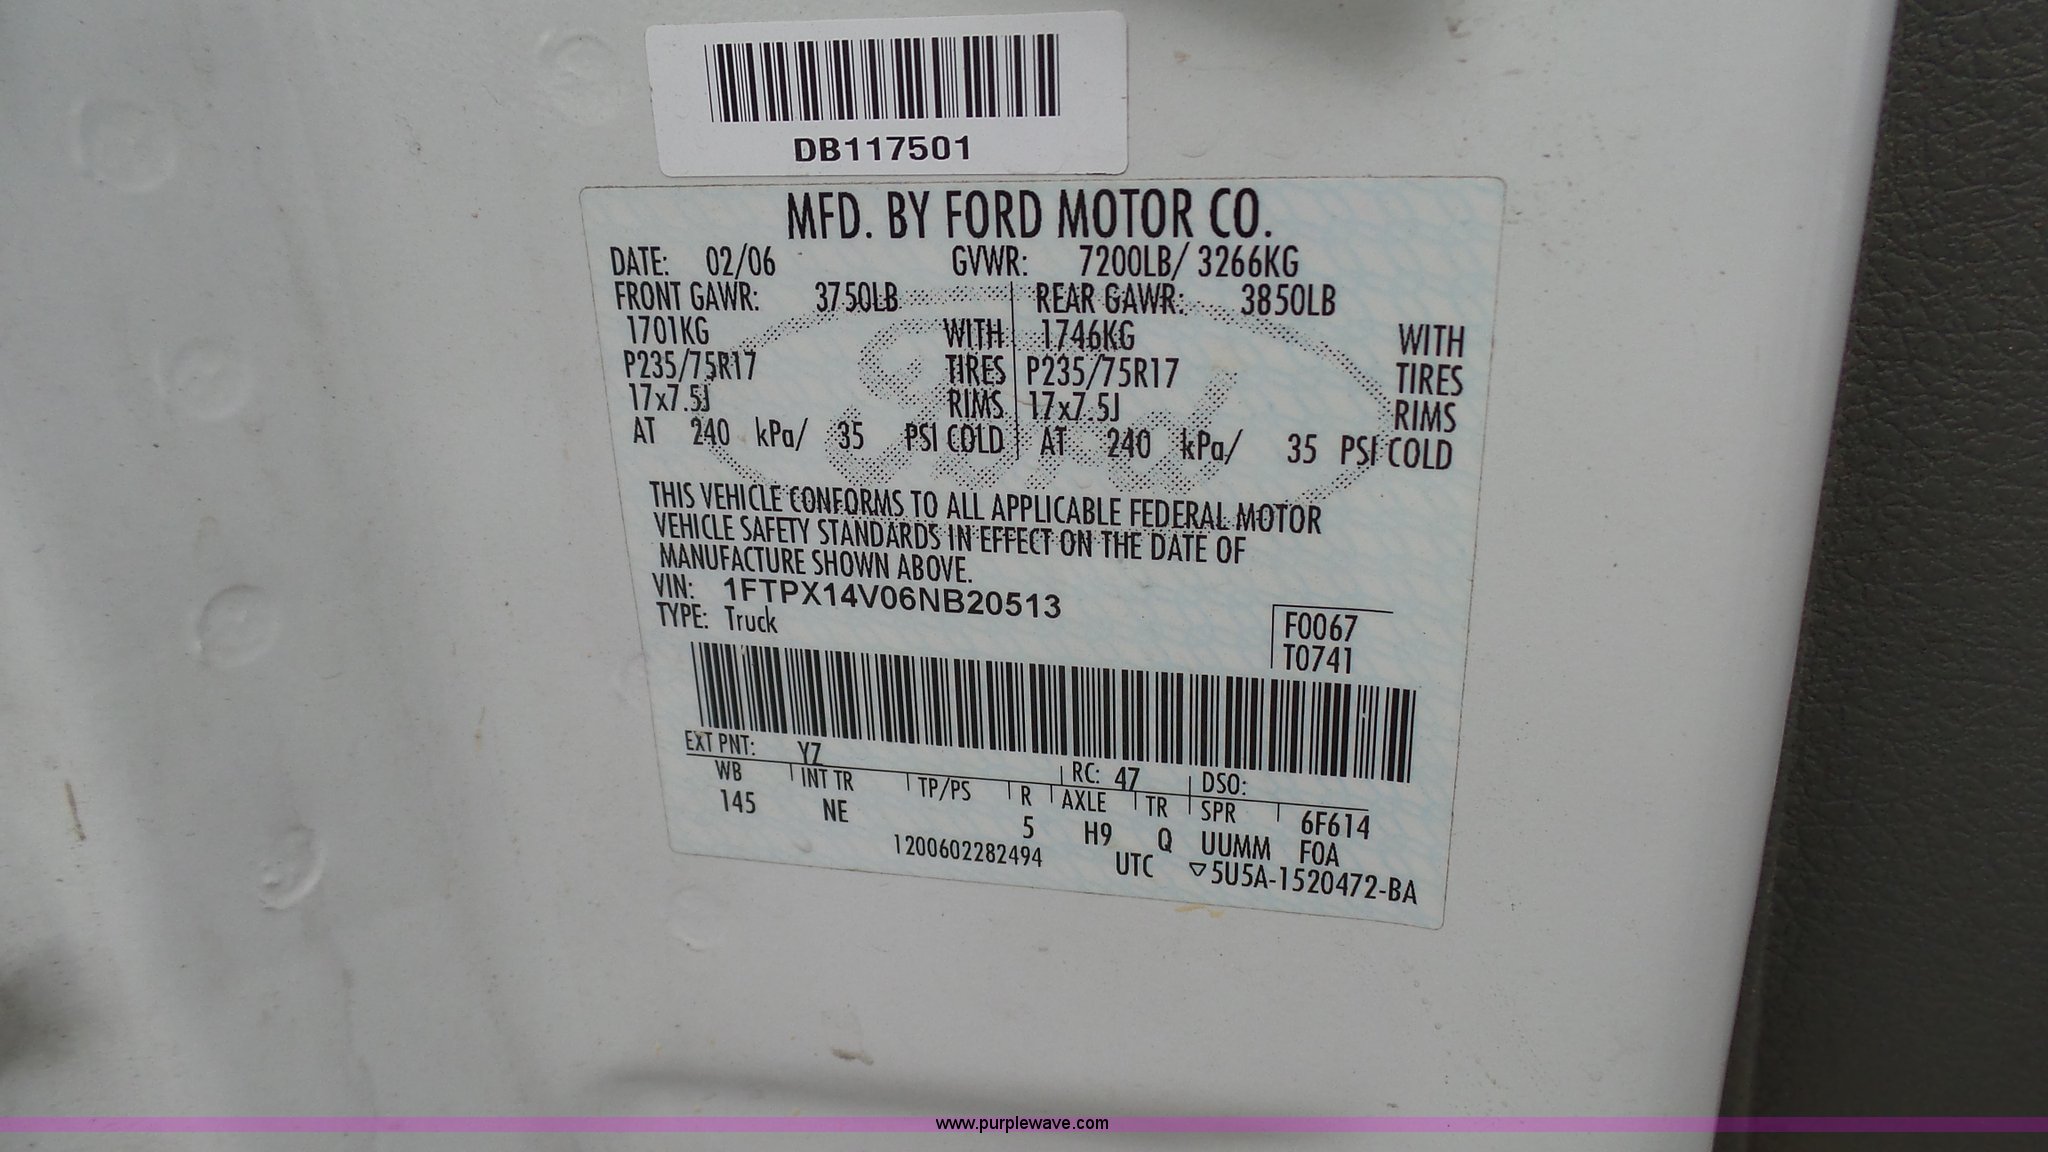 DB117501
MFD. BY FORD MOTOR CO.
DATE: 02/06 GVWR: 7200LB/ 3266KG
FRONT GAWR: 3750LB REAR GAWR: 3850LB
1701KG WITH 1746KG WITH
P235/75R17 TIRES P235/75R17 TIRES
17x7.5J RIMS 17x7.5J RIMS
AT 240 kPa/ 35 PSI COLD AT 240 kPa/ 35 PSI COLD
THIS VEHICLE CONFORMS TO ALL APPLICABLE FEDERAL MOTOR
VEHICLE SAFETY STANDARDS IN EFFECT ON THE DATE OF
MANUFACTURE SHOWN ABOVE.
VIN: 1FTPX14V06NB20513
TYPE: Truck
F0067
T0741
EXT PNT: YZ RC: 47 DSO:
WB INT TR TP/PS R AXLE TR SPR 6F614
145 NE 5 H9 Q UUMM FOA
1200602282494 UTC ▽5U5A-1520472-BA
Ford
www.purplewave.com